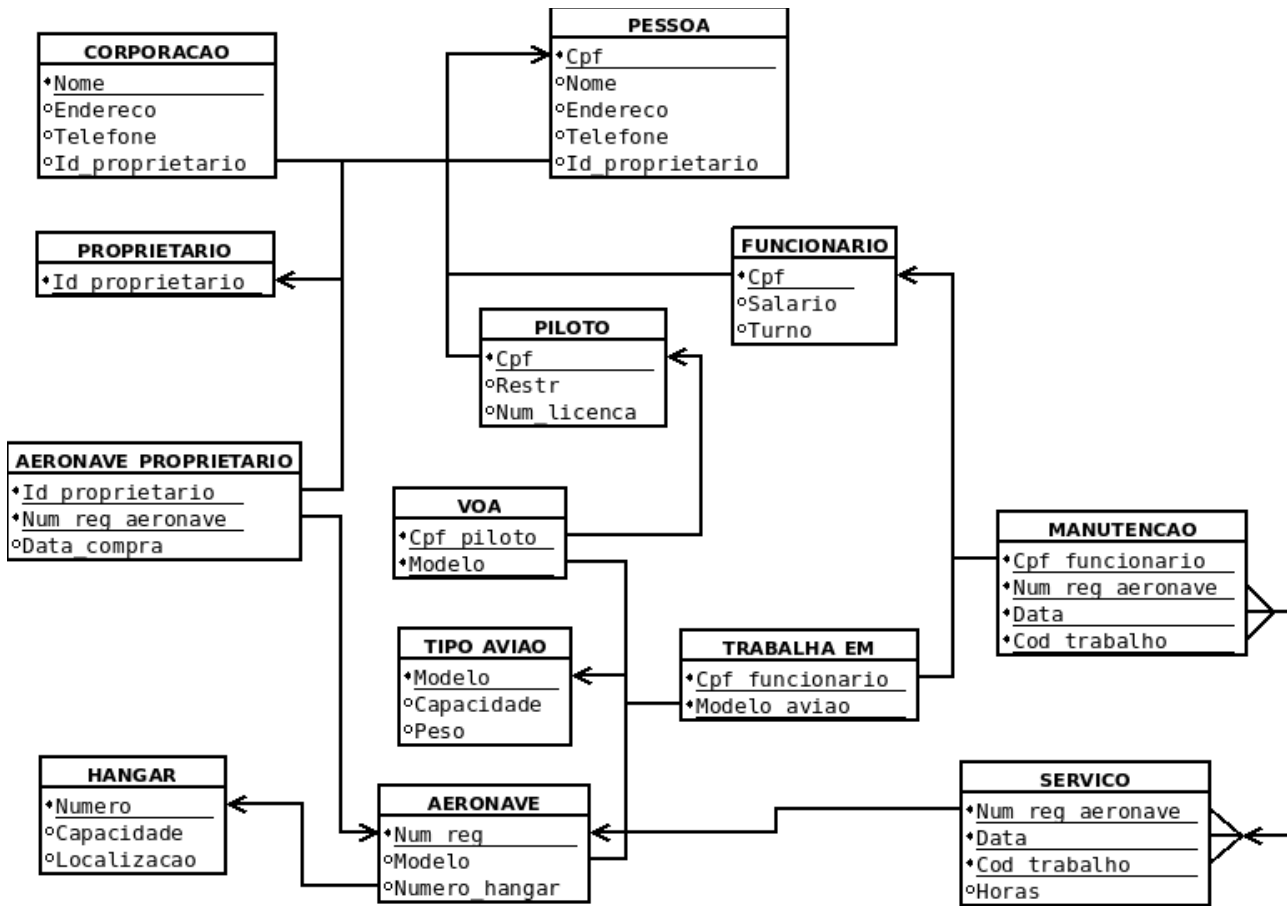 CORPORACAO
Nome
Endereco
Telefone
Id_proprietario
PESSOA
Cpf
Nome
Endereco
Telefone
Id_proprietario
PROPRIETARIO
Id_proprietario
FUNCIONARIO
Cpf
Salario
Turno
PILOTO
Cpf
Restr
Num_licenca
AERONAVE_PROPRIETARIO
Id_proprietario
Num_reg_aeronave
Data_compra
VOA
Cpf_piloto
Modelo
MANUTENCAO
Cpf_funcionario
Num_reg_aeronave
Data
Cod_trabalho
TIPO_AVIAO
Modelo
Capacidade
Peso
TRABALHA_EM
Cpf_funcionario
Modelo_aviao
HANGAR
Numero
Capacidade
Localizacao
AERONAVE
Num_reg
Modelo
Numero_hangar
SERVICO
Num_reg_aeronave
Data
Cod_trabalho
Horas